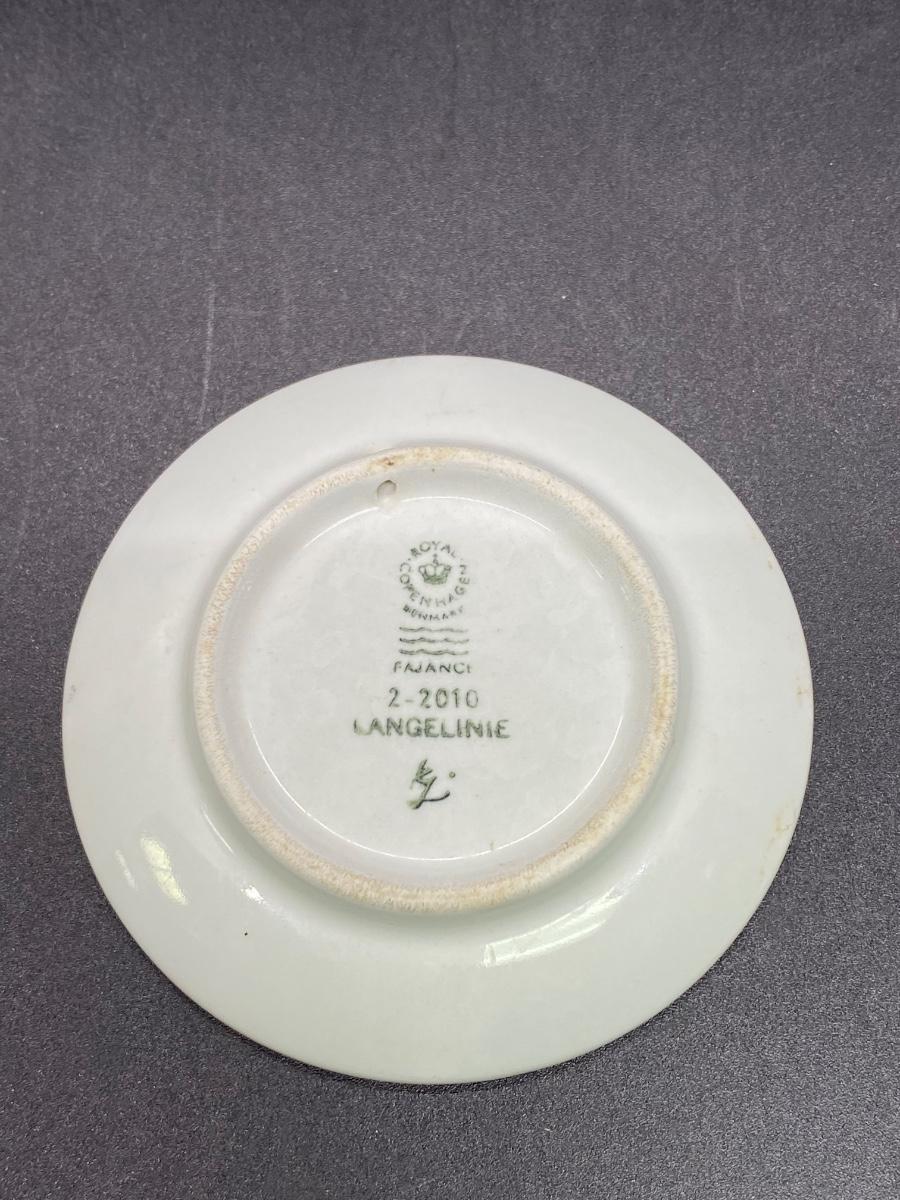 ROYAL
COPENHAGEN
DENMARK
FAJANCE
2-2010
LANGELINIE